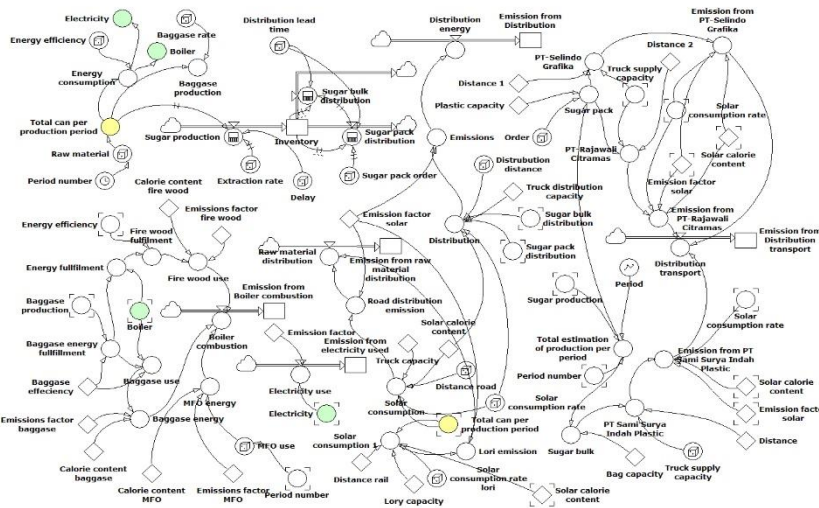 Electricity
Baggase rate
Energy efficiency
Boiler
Energy
consumption
Baggase
production
Total can per
production period
Raw material
Period number
Sugar production
Extraction rate
Delay
Distribution lead
time
Sugar bulk
distribution
Inventory
Sugar pack
distribution
Sugar pack order
Distribution
energy
Emission from
Distribution
Emissions
Distance 1
Plastic capacity
Order
PT-Selindo
Grafika
Sugar pack
Truck supply
capacity
Distance 2
Emission from
PT-Selindo
Grafika
Solar
consumption rate
Solar calorie
content
PT-Rajawali
Citramas
Emission factor
solar
Emission from
PT-Rajawali
Citramas
Emission from
Distribution
transport
Distribution
transport
Distrubution
distance
Truck distribution
capacity
Sugar bulk
distribution
Sugar pack
distribution
Distribution
Emission factor
solar
Calorie content
fire wood
Emissions factor
fire wood
Energy efficiency
Fire wood
fulfilment
Fire wood use
Energy fullfilment
Raw material
distribution
Emission from raw
material
distribution
Road distribution
emission
Emission from
Boiler combustion
Boiler
combustion
Baggase
production
Boiler
Baggase energy
fullfillment
Baggase
effeciency
Baggase use
Emissions factor
baggase
Baggase energy
Calorie content
baggase
MFO energy
Calorie content
MFO
Emissions factor
MFO
MFO use
Period number
Emission factor
Emission from
electricity used
Electricity use
Electricity
Solar calorie
content
Truck capacity
Distance road
Solar
consumption
Solar
consumption rate
Total can per
production period
Solar
consumption 1
Lori emission
Distance rail
Lory capacity
Solar
consumption rate
lori
Solar calorie
content
Sugar production
Period
Total estimation
of production per
period
Period number
Solar
consumption rate
Emission from PT
Sami Surya Indah
Plastic
Solar calorie
content
Emission facto
solar
Distance
PT Sami Surya
Indah Plastic
Sugar bulk
Bag capacity
Truck supply
capacity